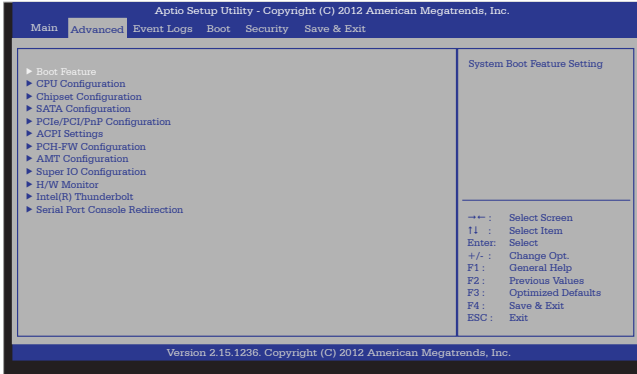 Aptio Setup Utility - Copyright (C) 2012 American Megatrends, Inc.
Main Advanced Event Logs Boot Security Save & Exit
▶ Boot Feature
▶ CPU Configuration
▶ Chipset Configuration
▶ SATA Configuration
▶ PCIe/PCI/PnP Configuration
▶ ACPI Settings
▶ PCH-FW Configuration
▶ AMT Configuration
▶ Super IO Configuration
▶ H/W Monitor
▶ Intel(R) Thunderbolt
▶ Serial Port Console Redirection
System Boot Feature Setting
→← : Select Screen
↑↓ : Select Item
Enter: Select
+/- : Change Opt.
F1 : General Help
F2 : Previous Values
F3 : Optimized Defaults
F4 : Save & Exit
ESC : Exit
Version 2.15.1236. Copyright (C) 2012 American Megatrends, Inc.